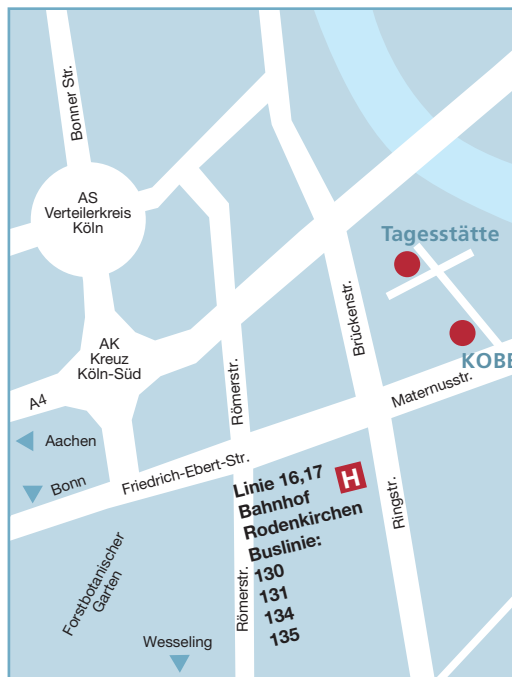 Bonner Str.
AS
Verteilerkreis
Köln
Tagesstätte
Brückenstr.
AK
Kreuz
Köln-Süd
KOBE
Römerstr.
Maternusstr.
A4
Aachen
Bonn
Friedrich-Ebert-Str.
Linie 16,17
H
Bahnhof
Rodenkirchen
Buslinie:
130
131
134
135
Ringstr.
Forstbotanischer
Garten
Römerstr.
Wesseling